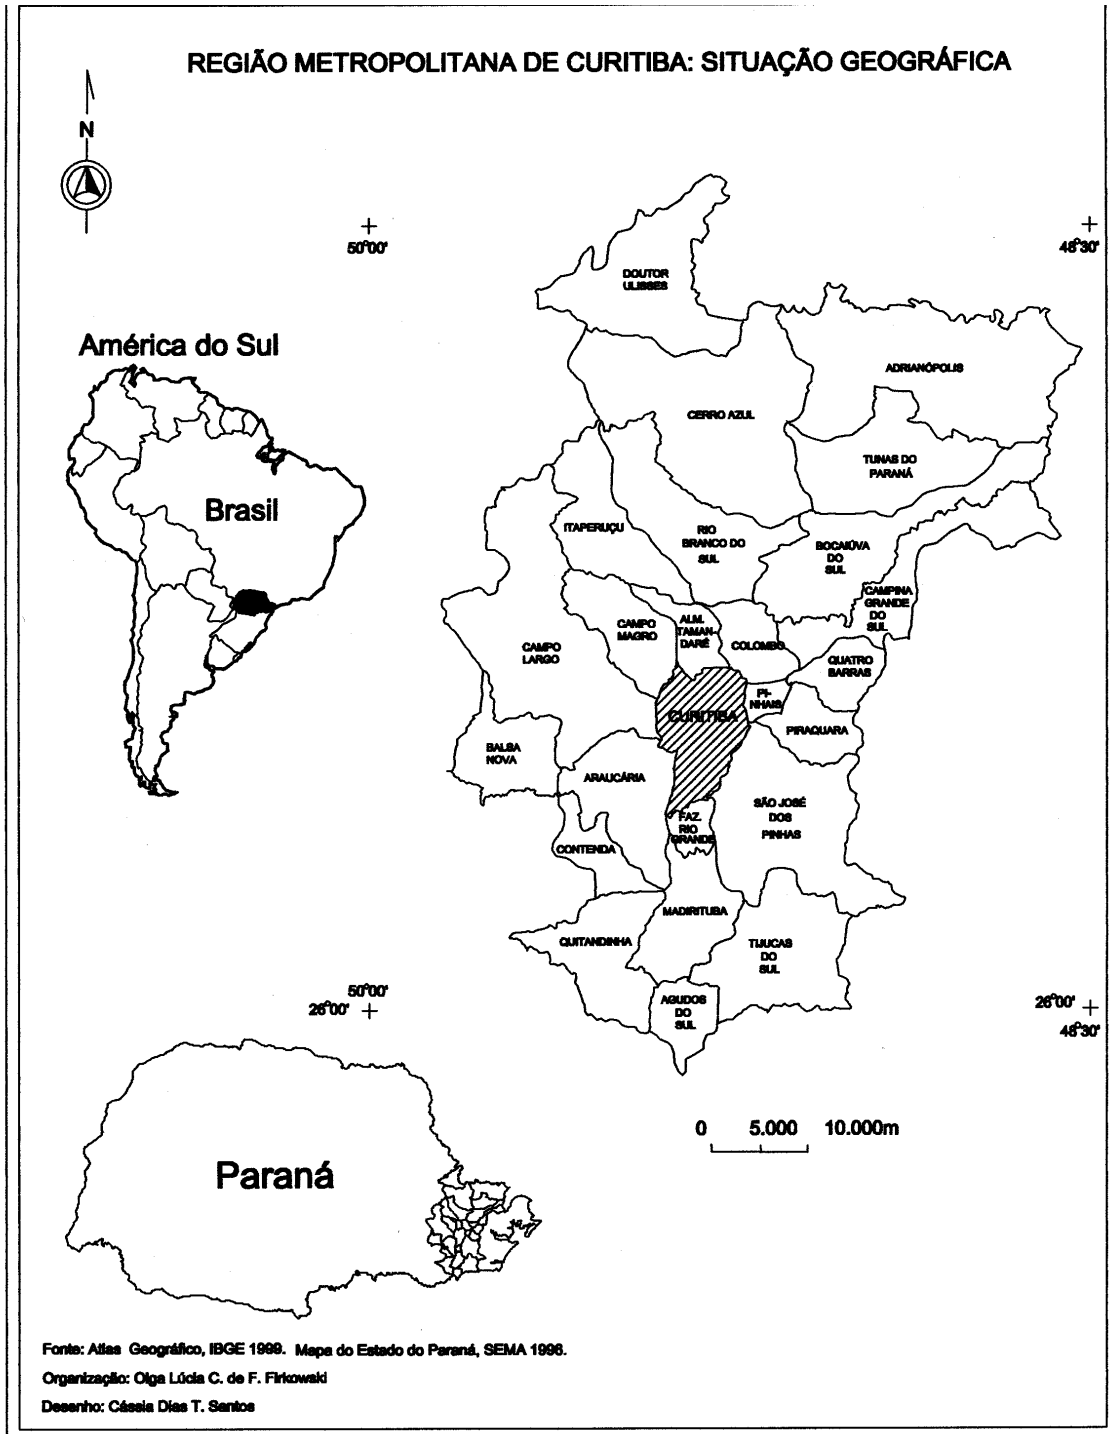 REGIÃO METROPOLITANA DE CURITIBA: SITUAÇÃO GEOGRÁFICA
N
50°00'
48°30'
DOUTOR
ULISSES
América do Sul
ADRIANÓPOLIS
CERRO AZUL
TUNAS DO
PARANÁ
Brasil
ITAPERUÇU
RIO
BRANCO DO
SUL
BOCAIÚVA
DO
SUL
CAMPINA
GRANDE
DO
SUL
CAMPO
MAGRO
ALM.
TAMAN-
DARÉ
COLOMBO
CAMPO
LARGO
QUATRO
BARRAS
PI-
NHAIS
CURITIBA
PIRAQUARA
BALSA
NOVA
ARAUCÁRIA
SÃO JOSÉ
DOS
PINHAS
FAZ.
RIO
GRANDE
CONTENDA
MADIRITUBA
QUITANDINHA
TIJUCAS
DO
SUL
AGUDOS
DO
SUL
50°00'
26°00'
26°00'
48°30'
0 5.000 10.000m
Paraná
Fonte: Atlas Geográfico, IBGE 1999. Mapa do Estado do Paraná, SEMA 1996.
Organização: Olga Lúcia C. de F. Firkowski
Desenho: Cássia Dias T. Santos